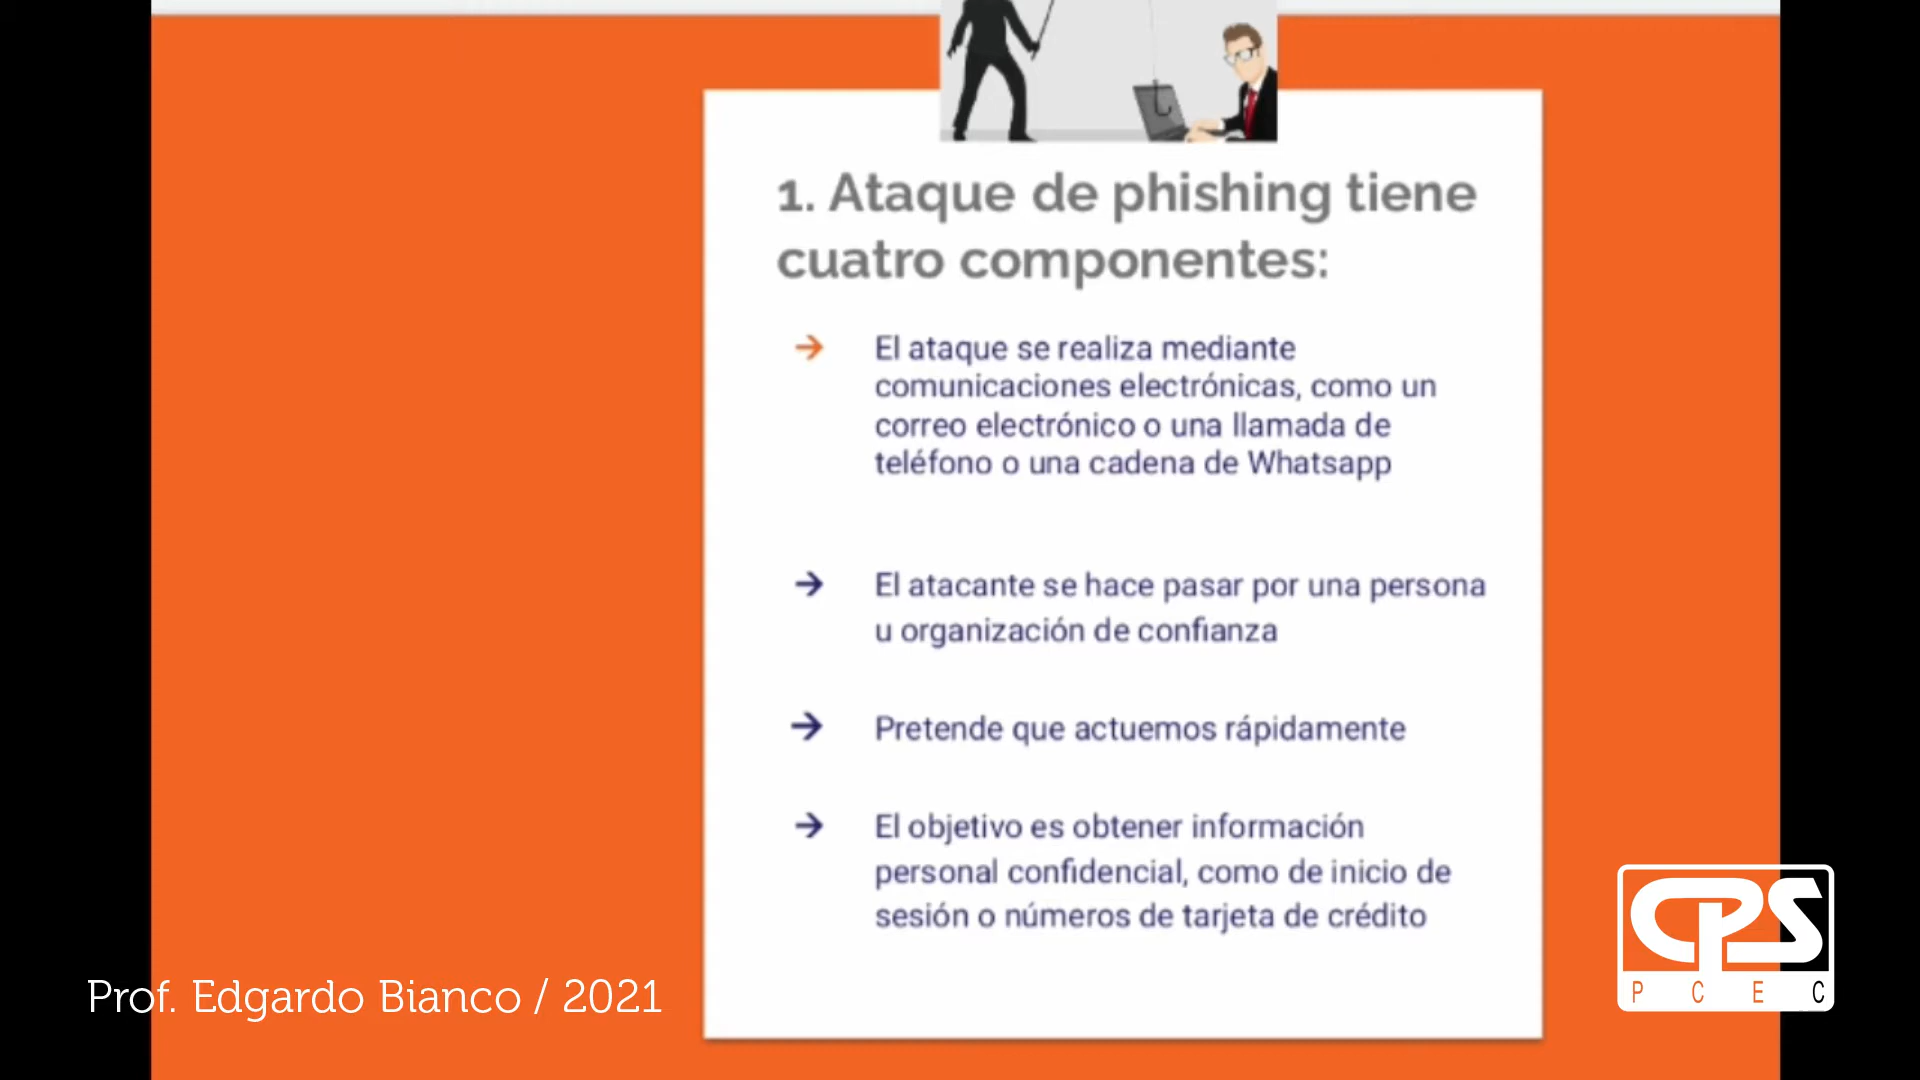 1. Ataque de phishing tiene
cuatro componentes:
→ El ataque se realiza mediante
comunicaciones electrónicas, como un
correo electrónico o una llamada de
teléfono o una cadena de Whatsapp
→ El atacante se hace pasar por una persona
u organización de confianza
→ Pretende que actuemos rápidamente
→ El objetivo es obtener información
personal confidencial, como de inicio de
sesión o números de tarjeta de crédito
Prof. Edgardo Bianco / 2021
CPS
PCEC